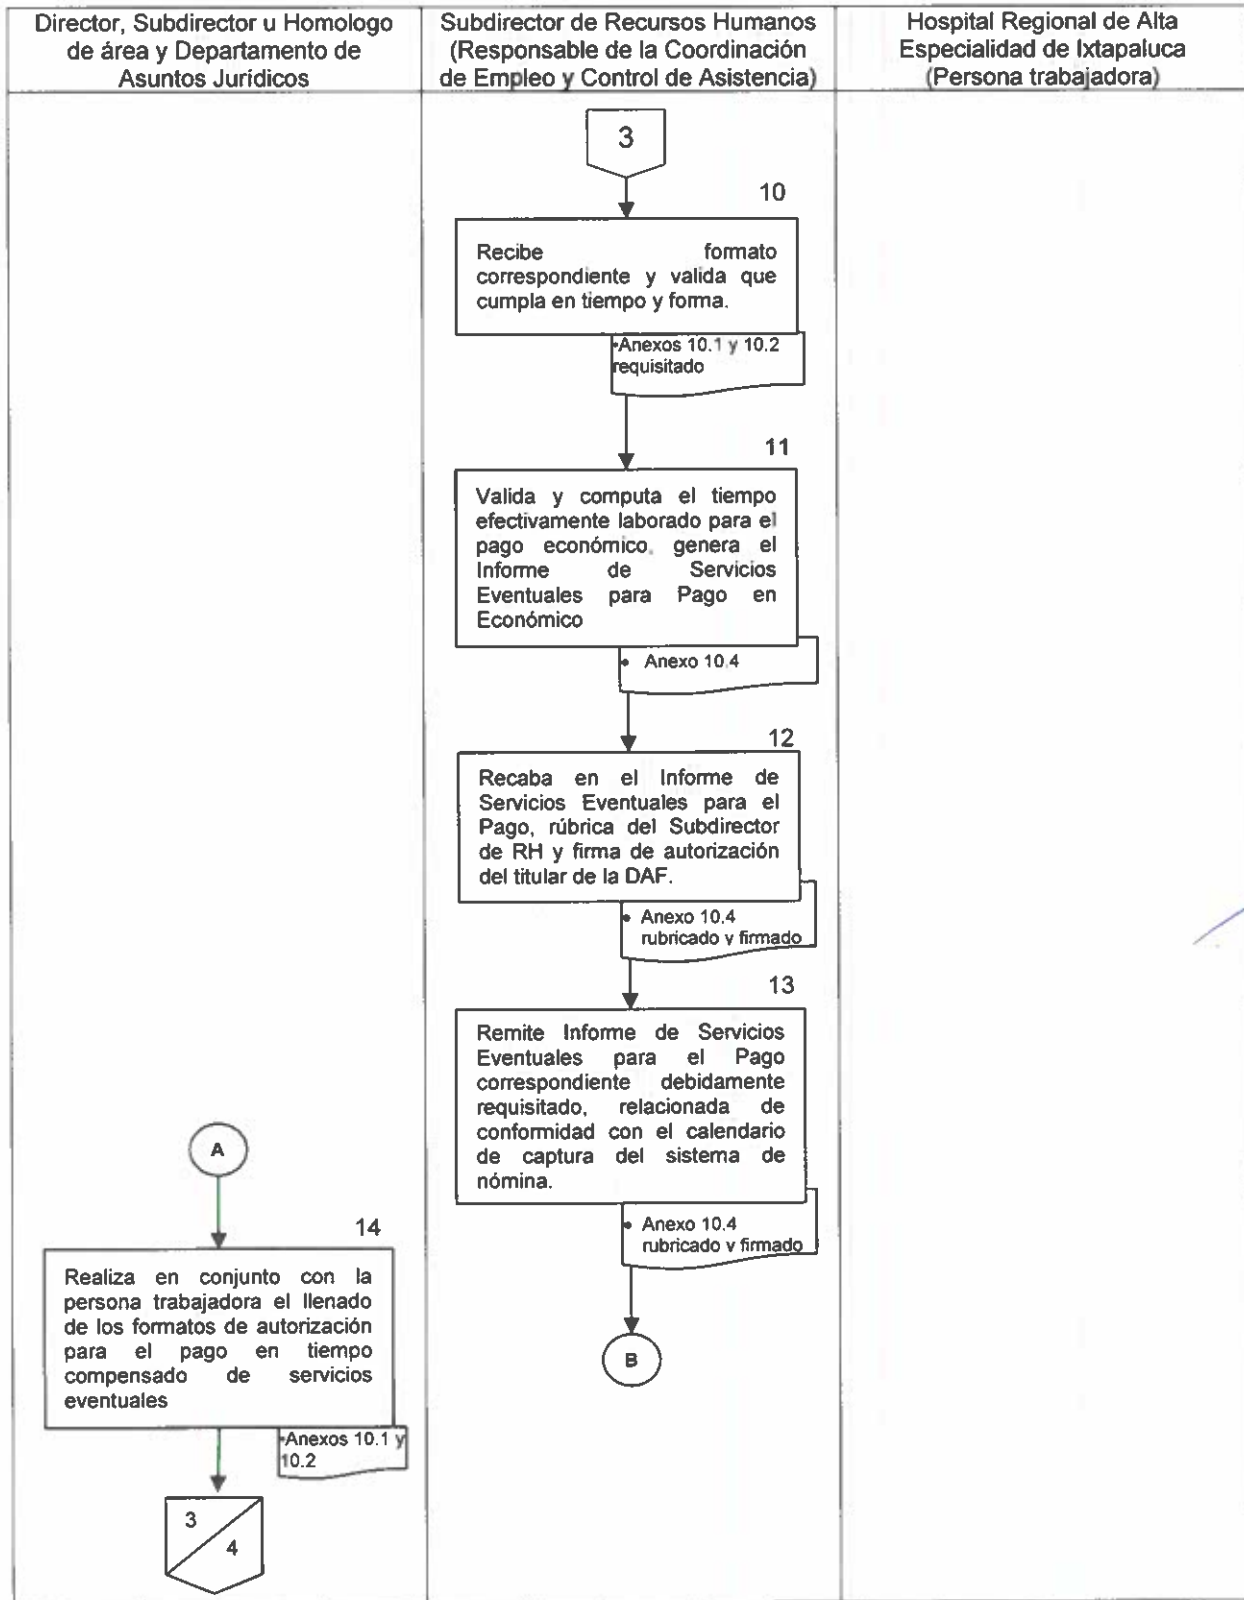 Director, Subdirector u Homologo
de área y Departamento de
Asuntos Jurídicos
Subdirector de Recursos Humanos
(Responsable de la Coordinación
de Empleo y Control de Asistencia)
Hospital Regional de Alta
Especialidad de Ixtapaluca
(Persona trabajadora)
3
10
Recibe formato
correspondiente y valida que
cumpla en tiempo y forma.
•Anexos 10.1 y 10.2
requisitado
11
Valida y computa el tiempo
efectivamente laborado para el
pago económico, genera el
Informe de Servicios
Eventuales para Pago en
Económico
• Anexo 10.4
12
Recaba en el Informe de
Servicios Eventuales para el
Pago, rúbrica del Subdirector
de RH y firma de autorización
del titular de la DAF.
• Anexo 10.4
rubricado y firmado
13
Remite Informe de Servicios
Eventuales para el Pago
correspondiente debidamente
requisitado, relacionada de
conformidad con el calendario
de captura del sistema de
nómina.
• Anexo 10.4
rubricado y firmado
B
A
14
Realiza en conjunto con la
persona trabajadora el llenado
de los formatos de autorización
para el pago en tiempo
compensado de servicios
eventuales
•Anexos 10.1 y
10.2
3
4